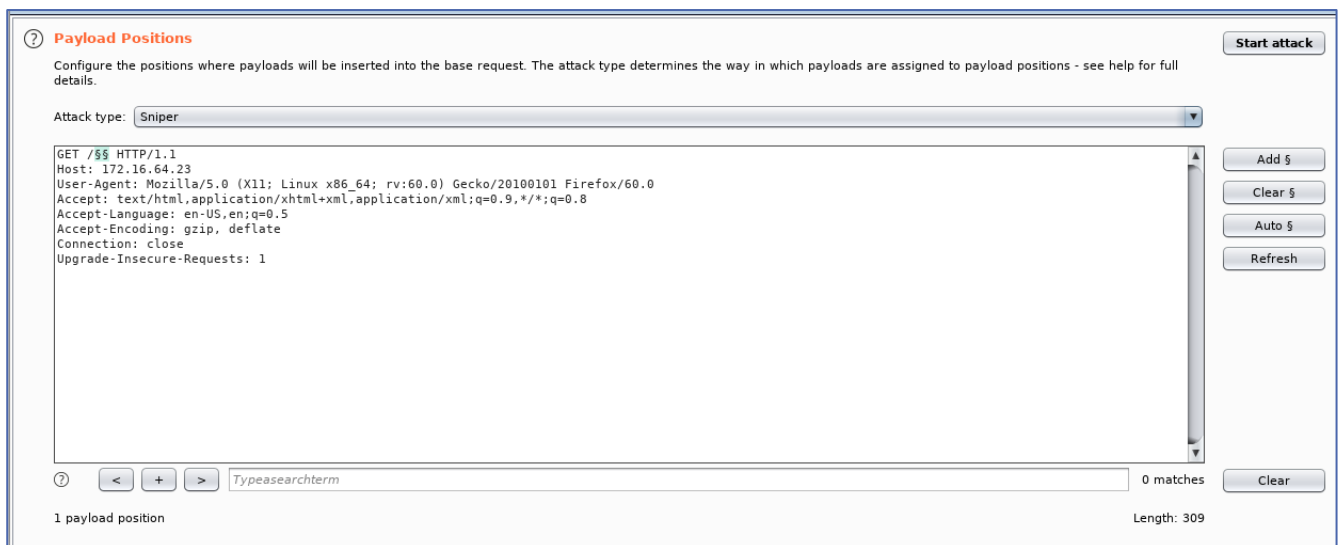 ? Payload Positions
Start attack
Configure the positions where payloads will be inserted into the base request. The attack type determines the way in which payloads are assigned to payload positions - see help for full
details.
Attack type: Sniper
GET /§§ HTTP/1.1
Host: 172.16.64.23
User-Agent: Mozilla/5.0 (X11; Linux x86_64; rv:60.0) Gecko/20100101 Firefox/60.0
Accept: text/html,application/xhtml+xml,application/xml;q=0.9,*/*;q=0.8
Accept-Language: en-US,en;q=0.5
Accept-Encoding: gzip, deflate
Connection: close
Upgrade-Insecure-Requests: 1
Add §
Clear §
Auto §
Refresh
? < + > Typeasearchterm 0 matches Clear
1 payload position Length: 309